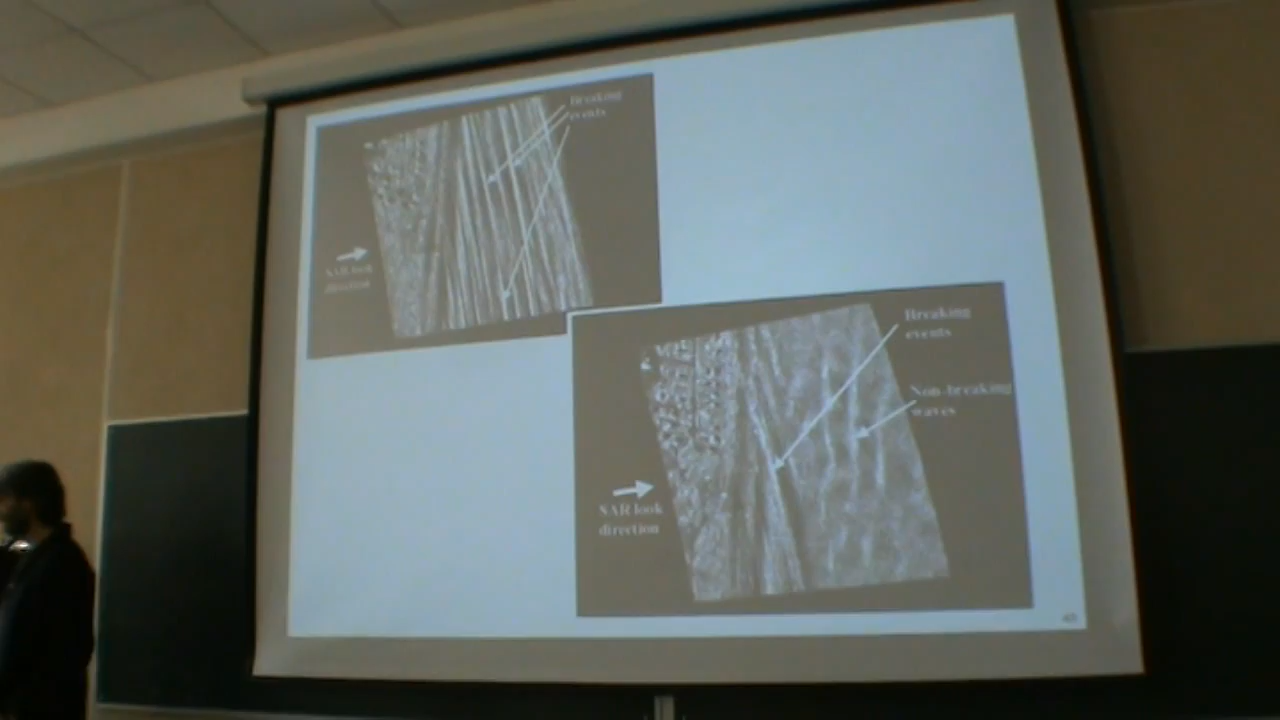 Breaking
events
SAR look
direction
Breaking
events
Non-breaking
waves
SAR look
direction